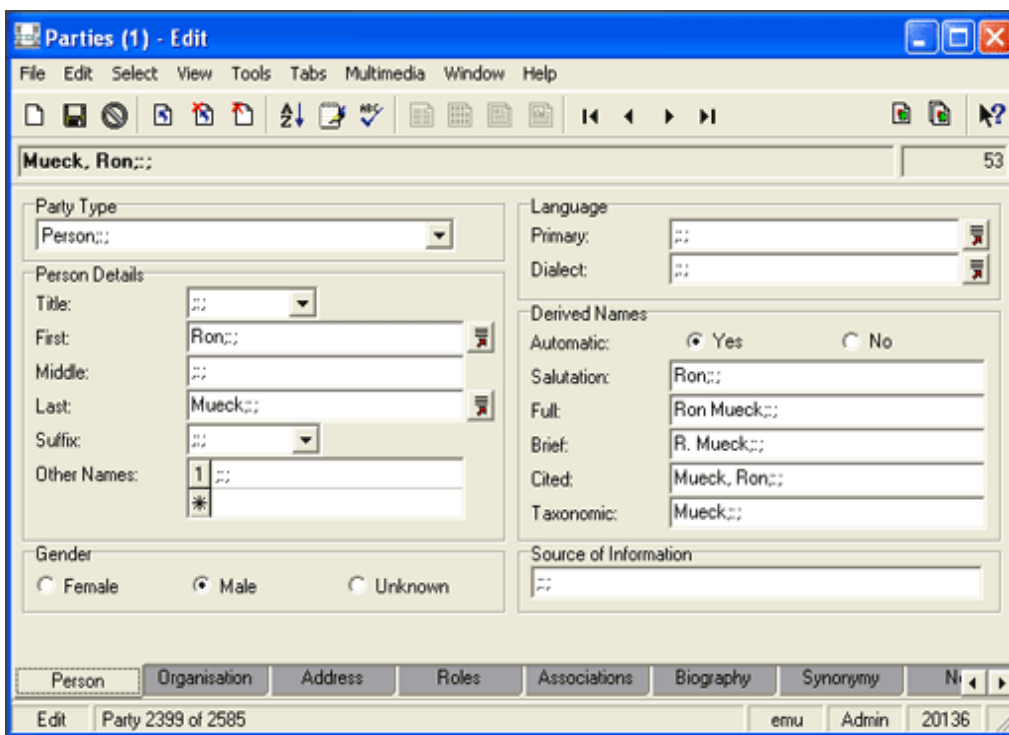 Parties (1) - Edit
File Edit Select View Tools Tabs Multimedia Window Help
Mueck, Ron;:; 53
Party Type
Person;:;
Person Details
Title: ;:;
First: Ron;:;
Middle: ;:;
Last: Mueck;:;
Suffix: ;:;
Other Names: 1 ;:;
Gender
Female Male Unknown
Language
Primary: ;:;
Dialect: ;:;
Derived Names
Automatic: Yes No
Salutation: Ron;:;
Full: Ron Mueck;:;
Brief: R. Mueck;:;
Cited: Mueck, Ron;:;
Taxonomic: Mueck;:;
Source of Information
;:;
Person Organisation Address Roles Associations Biography Synonymy
Edit Party 2399 of 2585 emu Admin 20136